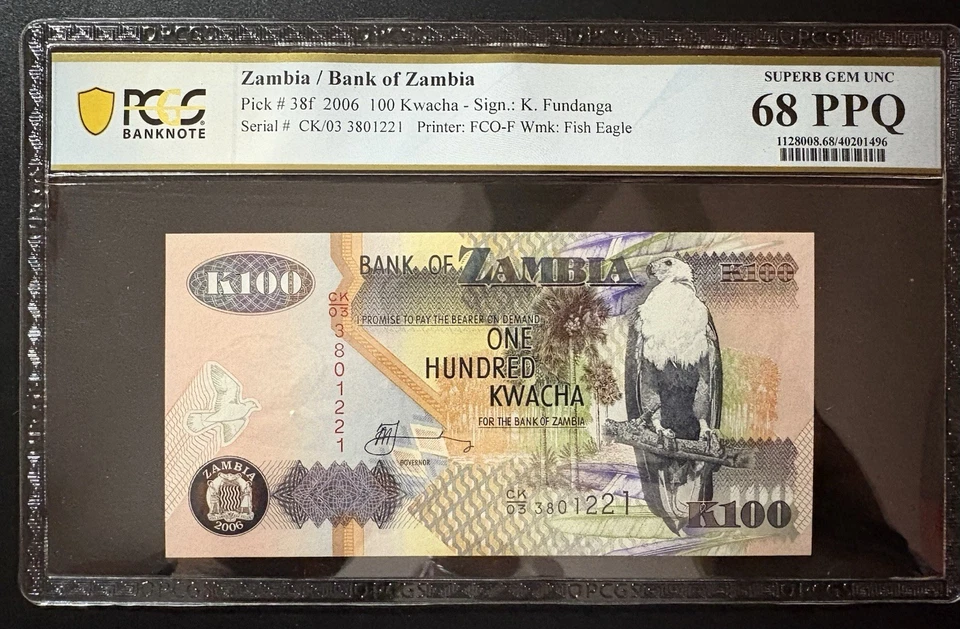 PCGS
BANKNOTE
Zambia / Bank of Zambia
Pick # 38f 2006 100 Kwacha - Sign.: K. Fundanga
Serial # CK/03 3801221 Printer: FCO-F Wmk: Fish Eagle
SUPERB GEM UNC
68 PPQ
1128008.68/40201496
K100
BANK OF ZAMBIA
K100
CK
03
3801221
I PROMISE TO PAY THE BEARER ON DEMAND
ONE
HUNDRED
KWACHA
FOR THE BANK OF ZAMBIA
GOVERNOR
ZAMBIA
2006
CK
03 3801221
K100